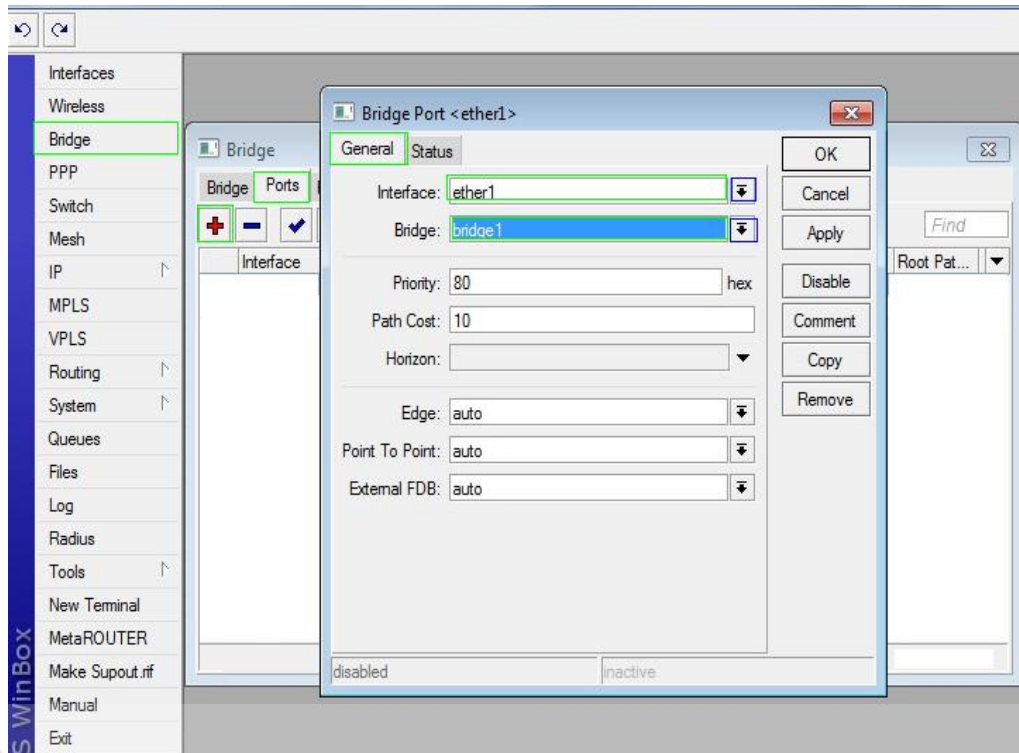 Interfaces
Wireless
Bridge
PPP
Switch
Mesh
IP
MPLS
VPLS
Routing
System
Queues
Files
Log
Radius
Tools
New Terminal
MetaROUTER
Make Supout.rif
Manual
Exit
S WinBox
Bridge
Bridge Ports
Find
Interface
Root Pat...
Bridge Port <ether1>
General Status
Interface: ether1
Bridge: bridge1
Priority: 80 hex
Path Cost: 10
Horizon:
Edge: auto
Point To Point: auto
External FDB: auto
OK
Cancel
Apply
Disable
Comment
Copy
Remove
disabled
inactive